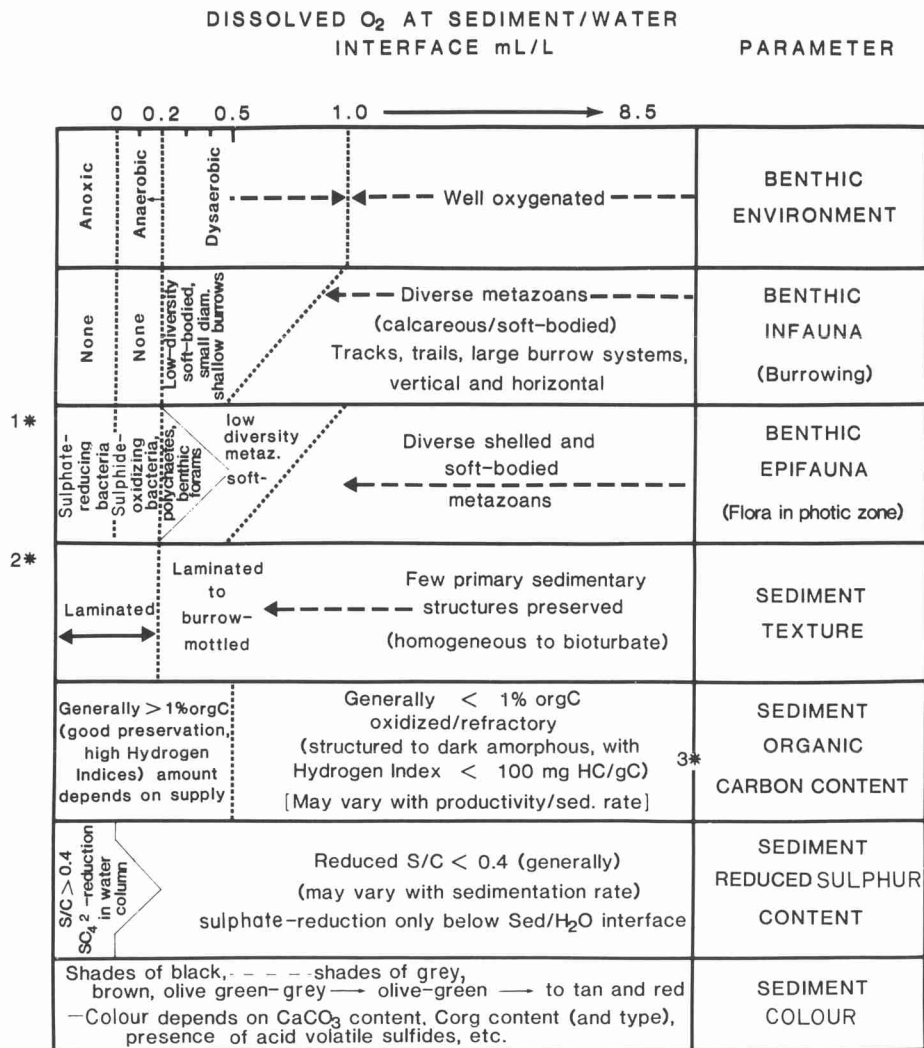 DISSOLVED O₂ AT SEDIMENT/WATER
INTERFACE mL/L
PARAMETER
0 0.2 0.5 1.0 8.5
Anoxic
Anaerobic
Dysaerobic
Well oxygenated
BENTHIC
ENVIRONMENT
None
None
Low-diversity
soft-bodied,
small diam.
shallow burrows
Diverse metazoans
(calcareous/soft-bodied)
Tracks, trails, large burrow systems,
vertical and horizontal
BENTHIC
INFAUNA
(Burrowing)
1*
Sulphate-
reducing
bacteria
Sulphide-
oxidizing
bacteria,
polychaetes,
benthic
forams
low
diversity
metaz.
soft-
Diverse shelled and
soft-bodied
metazoans
BENTHIC
EPIFAUNA
(Flora in photic zone)
2*
Laminated
Laminated
to
burrow-
mottled
Few primary sedimentary
structures preserved
(homogeneous to bioturbate)
SEDIMENT
TEXTURE
Generally > 1% orgC
(good preservation,
high Hydrogen
Indices) amount
depends on supply
Generally < 1% orgC
oxidized/refractory
(structured to dark amorphous, with
Hydrogen Index < 100 mg HC/gC)
[May vary with productivity/sed. rate]
3*
SEDIMENT
ORGANIC
CARBON CONTENT
S/C > 0.4
SC₄²-reduction
in water
column
Reduced S/C < 0.4 (generally)
(may vary with sedimentation rate)
sulphate-reduction only below Sed/H₂O interface
SEDIMENT
REDUCED SULPHUR
CONTENT
Shades of black, - - - - - shades of grey,
brown, olive green-grey → olive-green → to tan and red
—Colour depends on CaCO₃ content, Corg content (and type),
presence of acid volatile sulfides, etc.
SEDIMENT
COLOUR